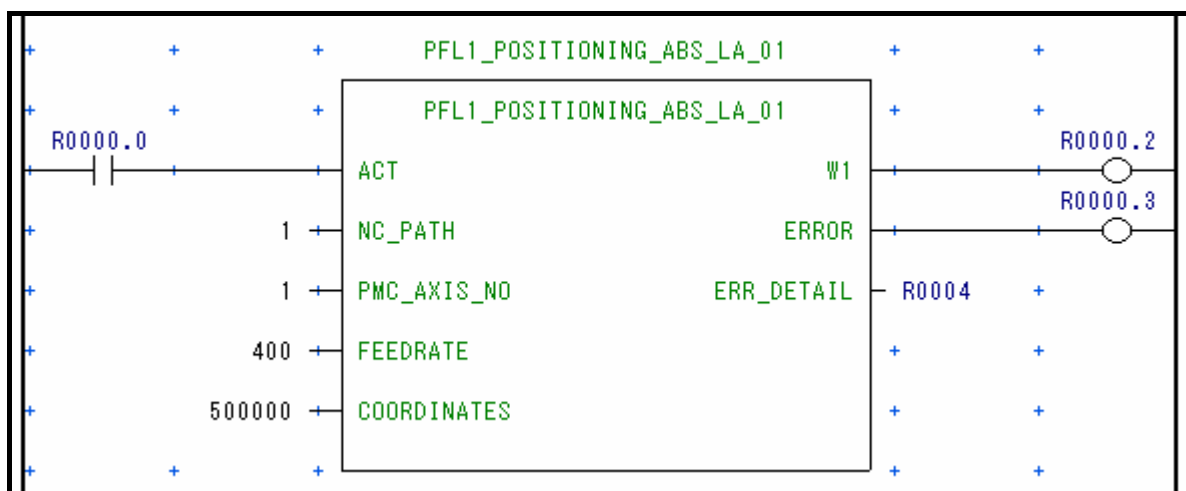 PFL1_POSITIONING_ABS_LA_01
PFL1_POSITIONING_ABS_LA_01
R0000.0 R0000.2
ACT W1
R0000.3
1 NC_PATH ERROR
1 PMC_AXIS_NO ERR_DETAIL R0004
400 FEEDRATE
500000 COORDINATES